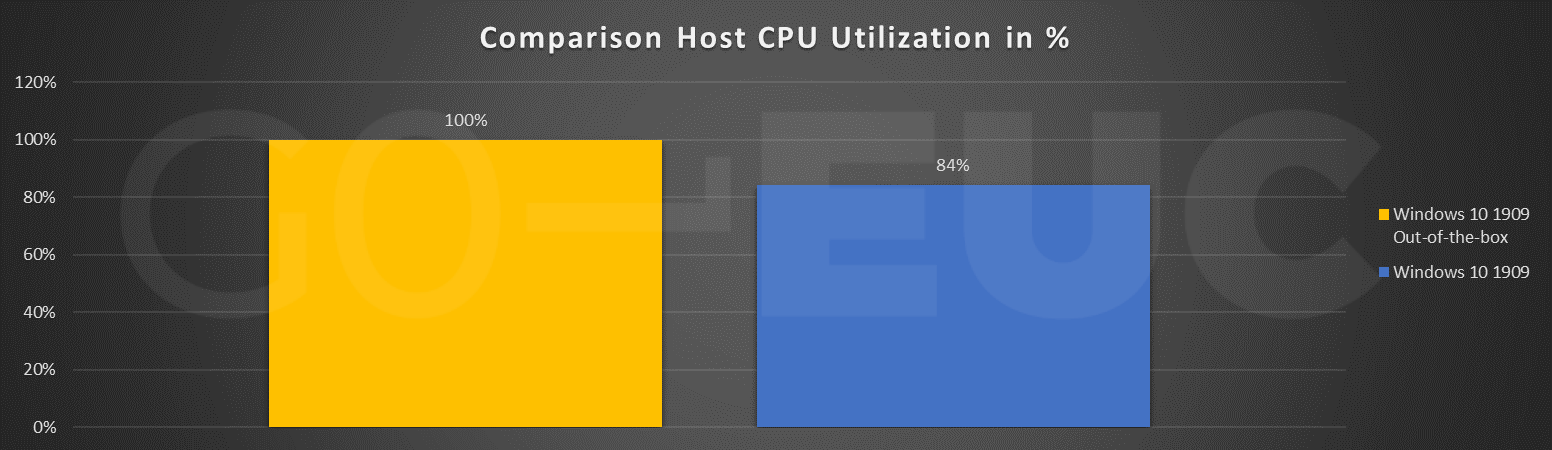 Comparison Host CPU Utilization in %
120%
100%
80%
60%
40%
20%
0%
100%
84%
GO-EUC
Windows 10 1909
Out-of-the-box
Windows 10 1909